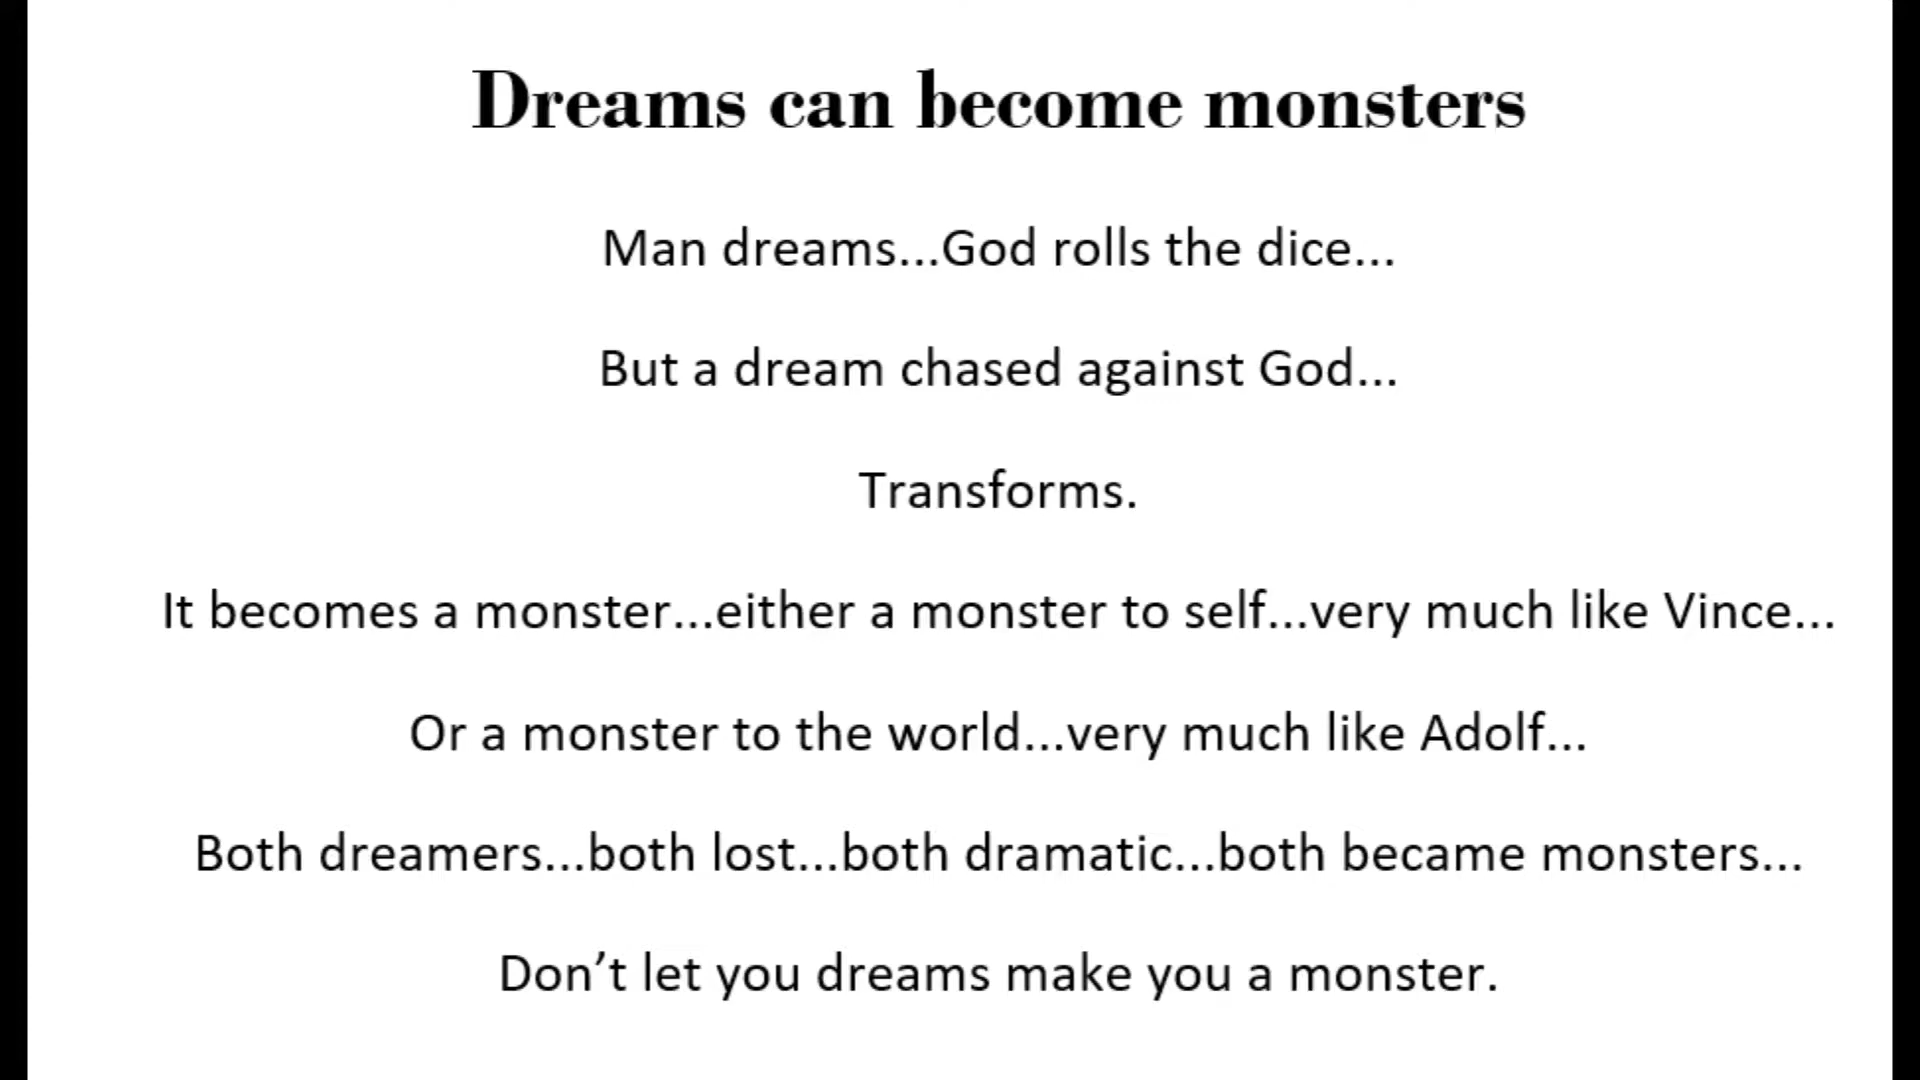 Dreams can become monsters
Man dreams...God rolls the dice...
But a dream chased against God...
Transforms.
It becomes a monster...either a monster to self...very much like Vince...
Or a monster to the world...very much like Adolf...
Both dreamers...both lost...both dramatic...both became monsters...
Don’t let you dreams make you a monster.